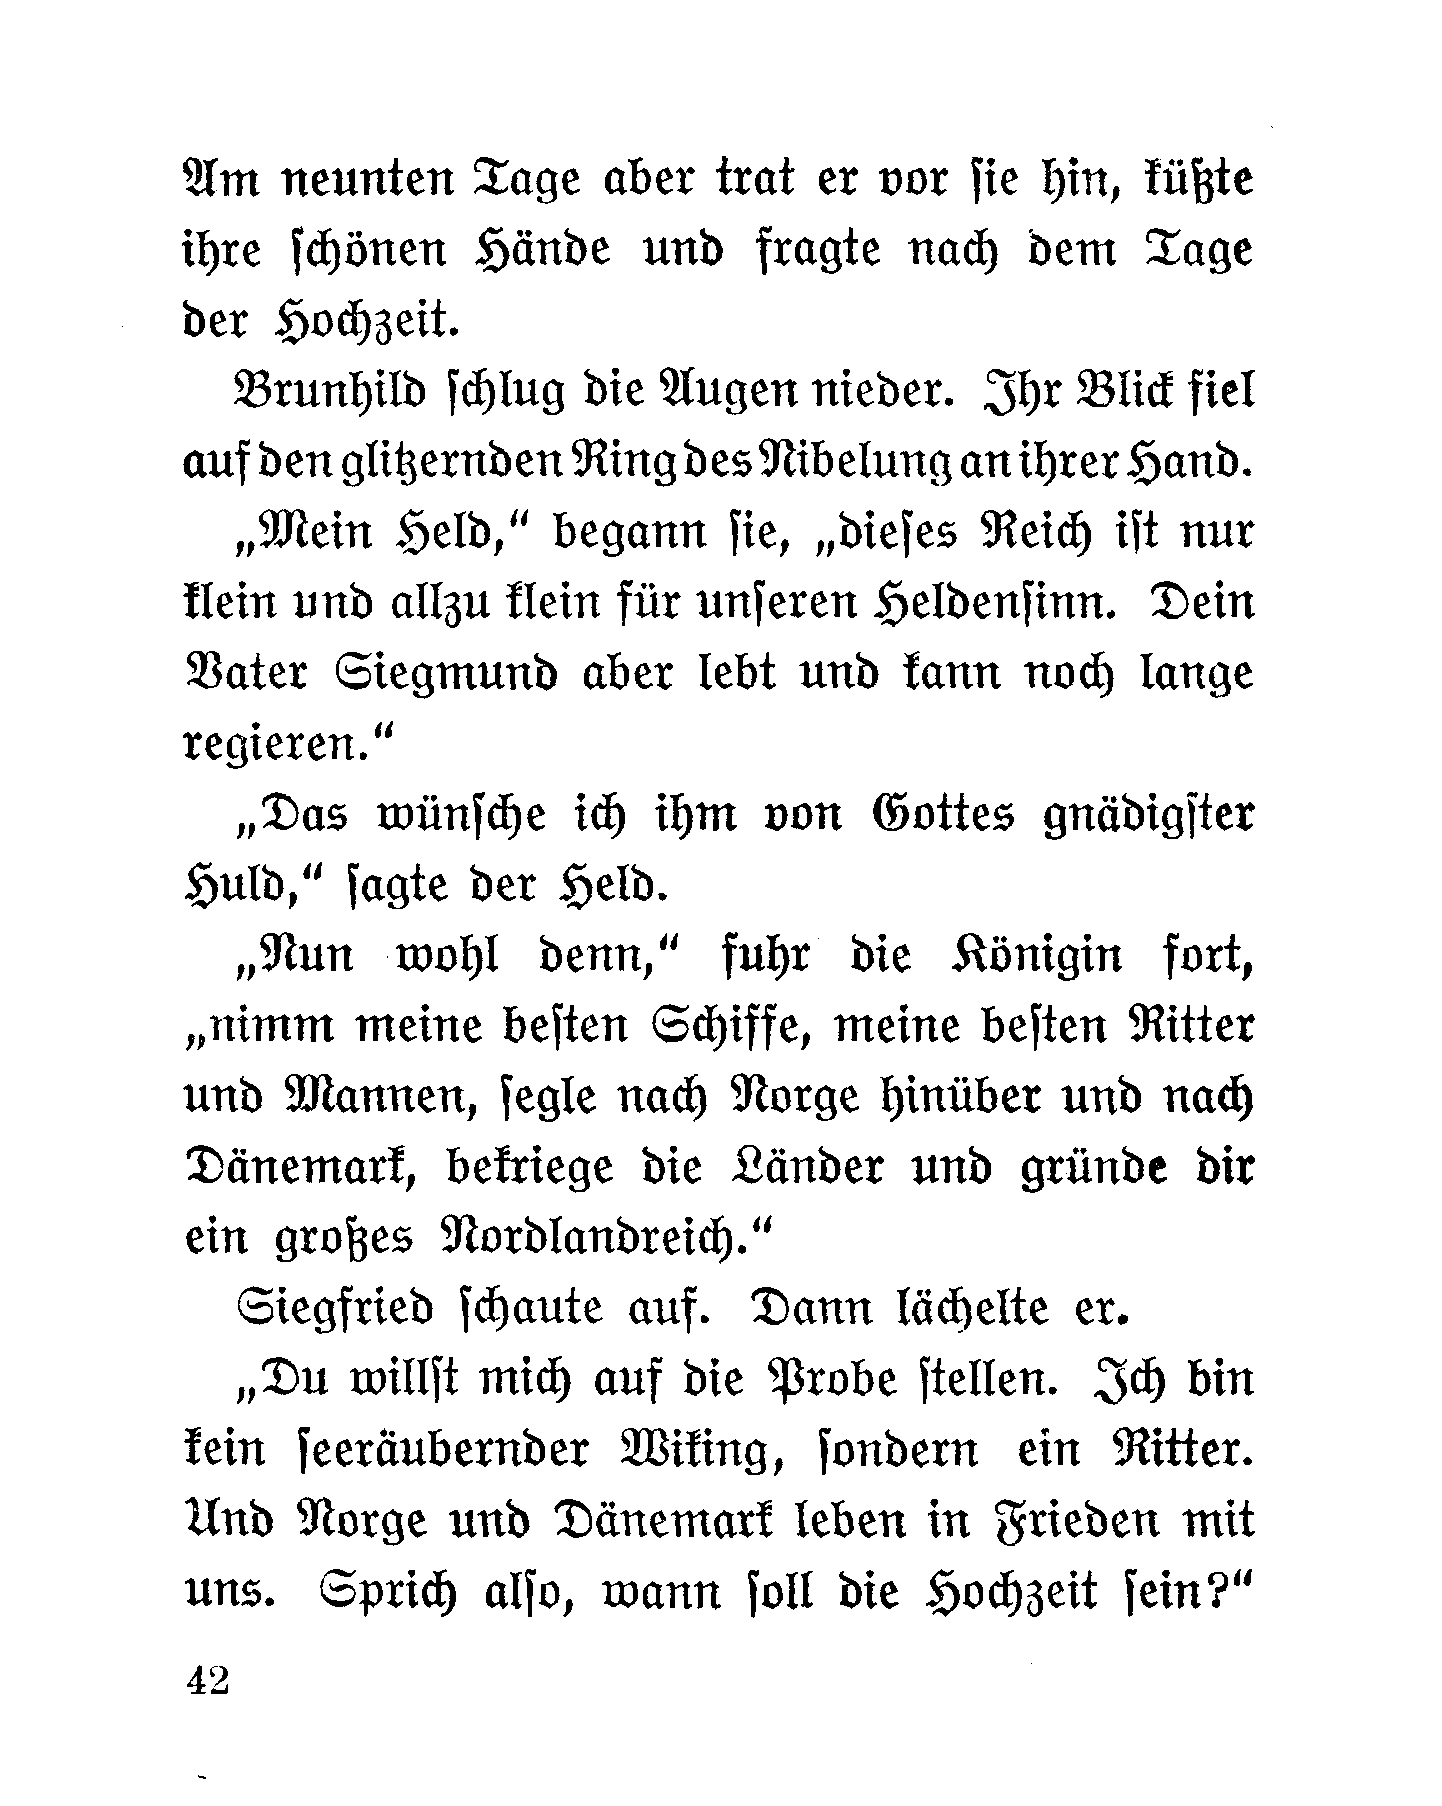 Am neunten Tage aber trat er vor ſie hin, küßte
ihre ſchönen Hände und fragte nach dem Tage
der Hochzeit.
Brunhild ſchlug die Augen nieder. Ihr Blick fiel
auf den glitzernden Ring des Nibelung an ihrer Hand.
„Mein Held,“ begann ſie, „dieſes Reich iſt nur
klein und allzu klein für unſeren Heldenſinn. Dein
Vater Siegmund aber lebt und kann noch lange
regieren.“
„Das wünſche ich ihm von Gottes gnädigſter
Huld,“ ſagte der Held.
„Nun wohl denn,“ fuhr die Königin fort,
„nimm meine beſten Schiffe, meine beſten Ritter
und Mannen, ſegle nach Norge hinüber und nach
Dänemark, bekriege die Länder und gründe dir
ein großes Nordlandreich.“
Siegfried ſchaute auf. Dann lächelte er.
„Du willſt mich auf die Probe ſtellen. Ich bin
kein ſeeräubernder Wiking, ſondern ein Ritter.
Und Norge und Dänemark leben in Frieden mit
uns. Sprich alſo, wann ſoll die Hochzeit ſein?“
42